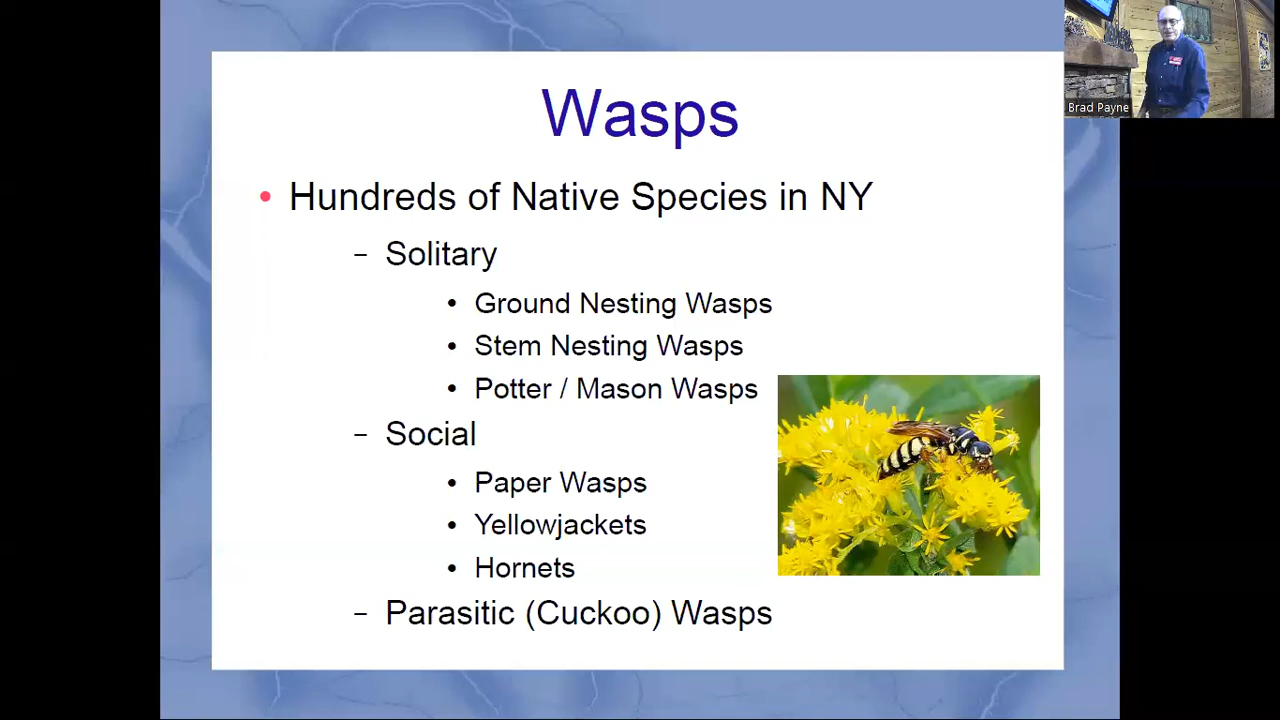 Wasps
• Hundreds of Native Species in NY
– Solitary
• Ground Nesting Wasps
• Stem Nesting Wasps
• Potter / Mason Wasps
– Social
• Paper Wasps
• Yellowjackets
• Hornets
– Parasitic (Cuckoo) Wasps
Brad Payne